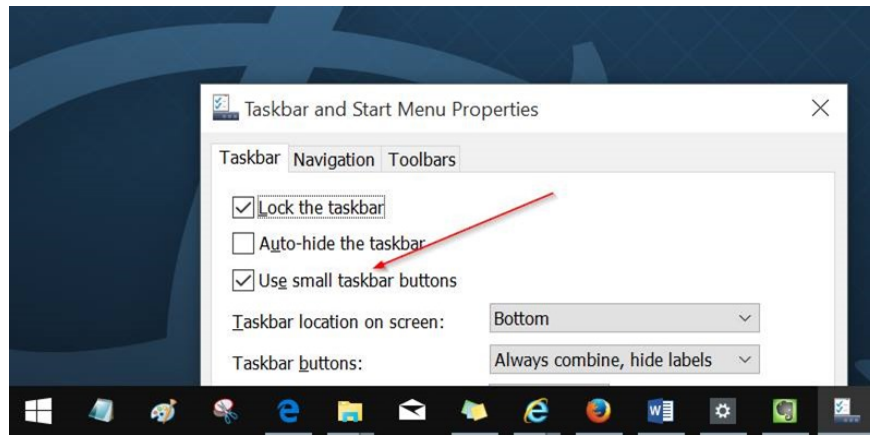 Taskbar and Start Menu Properties
Taskbar Navigation Toolbars
Lock the taskbar
Auto-hide the taskbar
Use small taskbar buttons
Taskbar location on screen: Bottom
Taskbar buttons: Always combine, hide labels